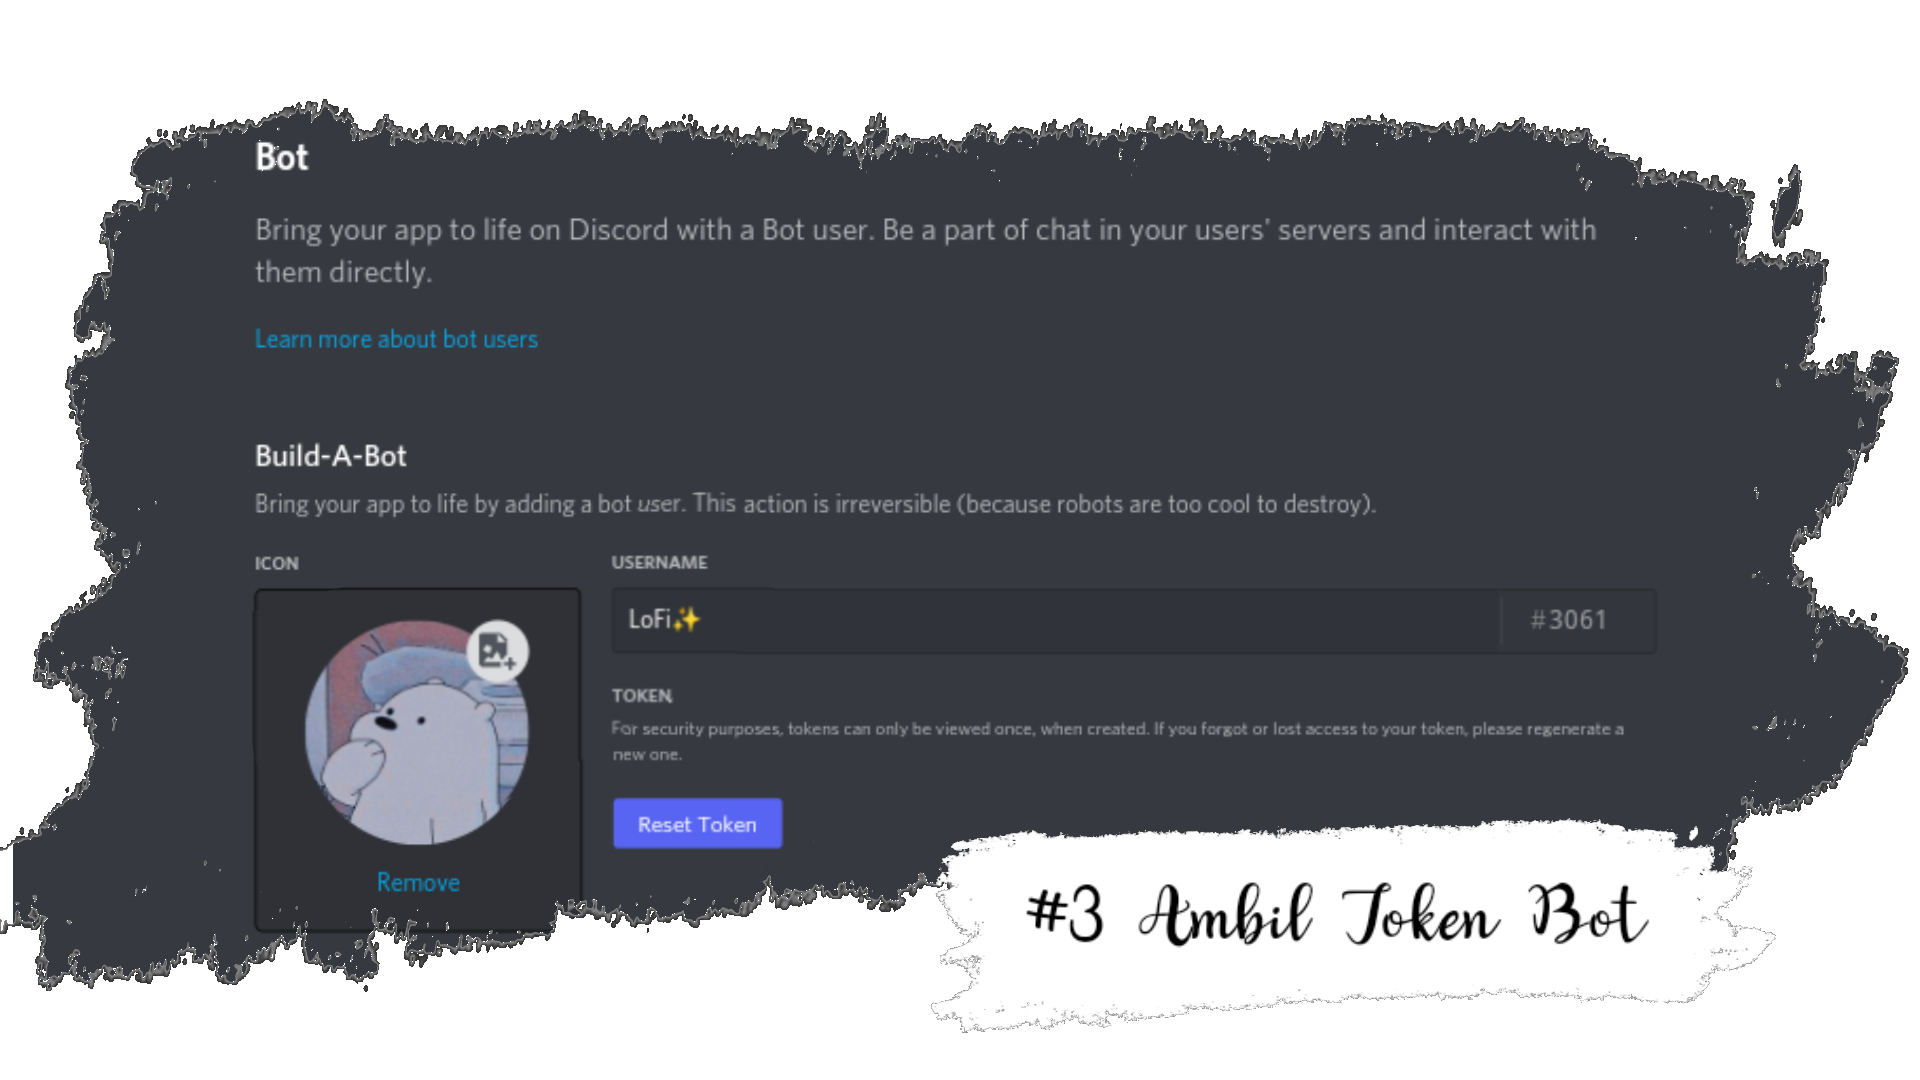 Bot
Bring your app to life on Discord with a Bot user. Be a part of chat in your users' servers and interact with
them directly.
Learn more about bot users
Build-A-Bot
Bring your app to life by adding a bot user. This action is irreversible (because robots are too cool to destroy).
ICON
USERNAME
LoFi✨
#3061
TOKEN
For security purposes, tokens can only be viewed once, when created. If you forgot or lost access to your token, please regenerate a
new one.
Reset Token
Remove
#3 Ambil Token Bot